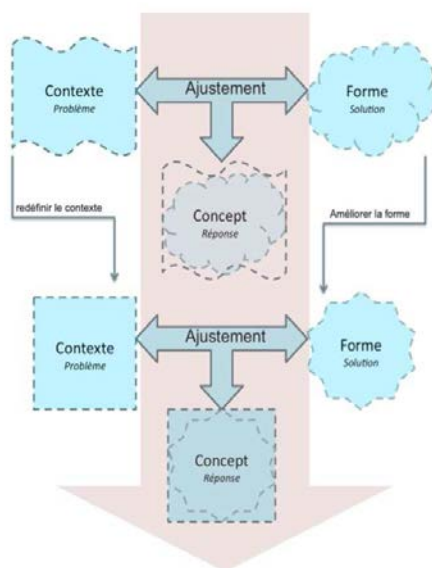 Contexte
Problème
Ajustement
Forme
Solution
Concept
Réponse
redéfinir le contexte
Améliorer la forme
Contexte
Problème
Ajustement
Forme
Solution
Concept
Réponse